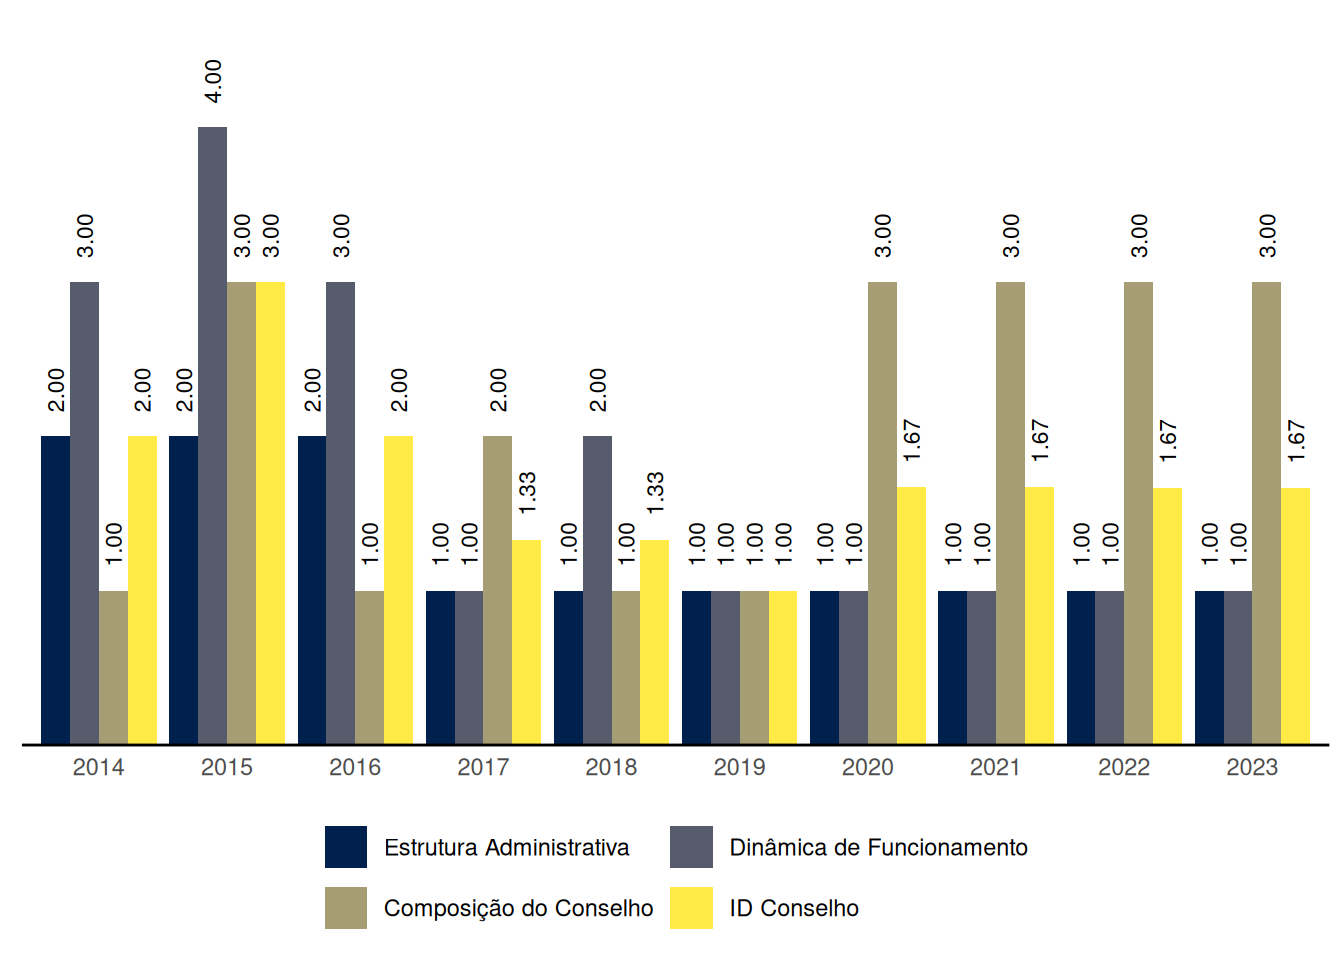 4.00
3.00 3.00 3.00 3.00 3.00 3.00 3.00 3.00
2.00 2.00 2.00 2.00 2.00 2.00 2.00 1.67 1.67 1.67 1.67
1.33 1.33
1.00 1.00 1.00 1.00 1.00 1.00 1.00 1.00 1.00 1.00 1.00 1.00 1.00 1.00 1.00 1.00 1.00 1.00
2014 2015 2016 2017 2018 2019 2020 2021 2022 2023
Estrutura Administrativa Dinâmica de Funcionamento
Composição do Conselho ID Conselho